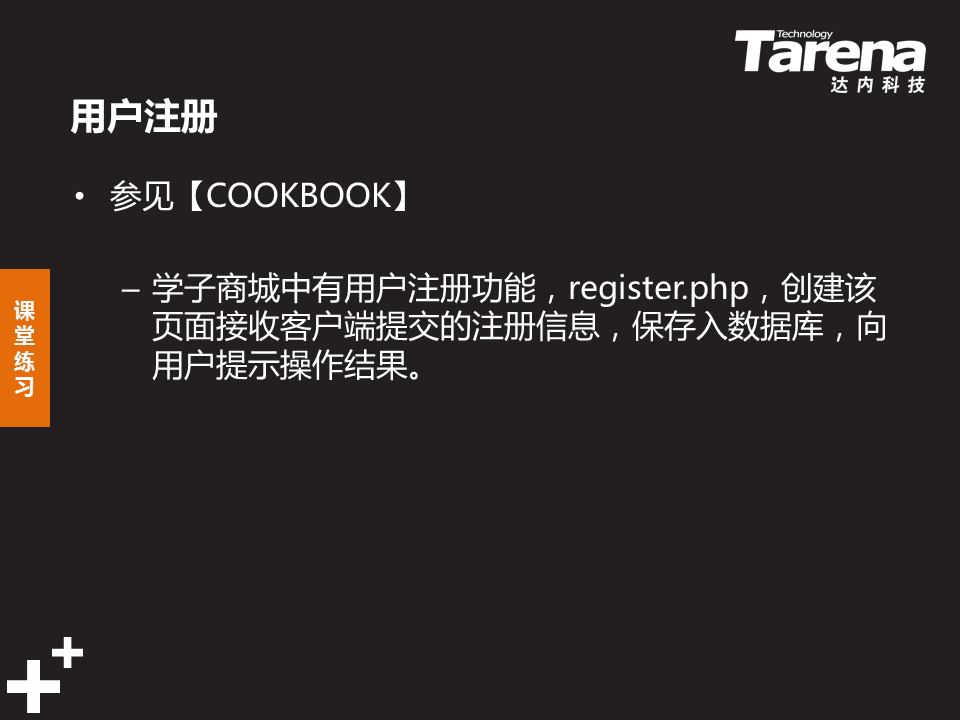 Technology
Tarena
达内科技
用户注册
• 参见【COOKBOOK】
– 学子商城中有用户注册功能，register.php，创建该
页面接收客户端提交的注册信息，保存入数据库，向
用户提示操作结果。
课
堂
练
习